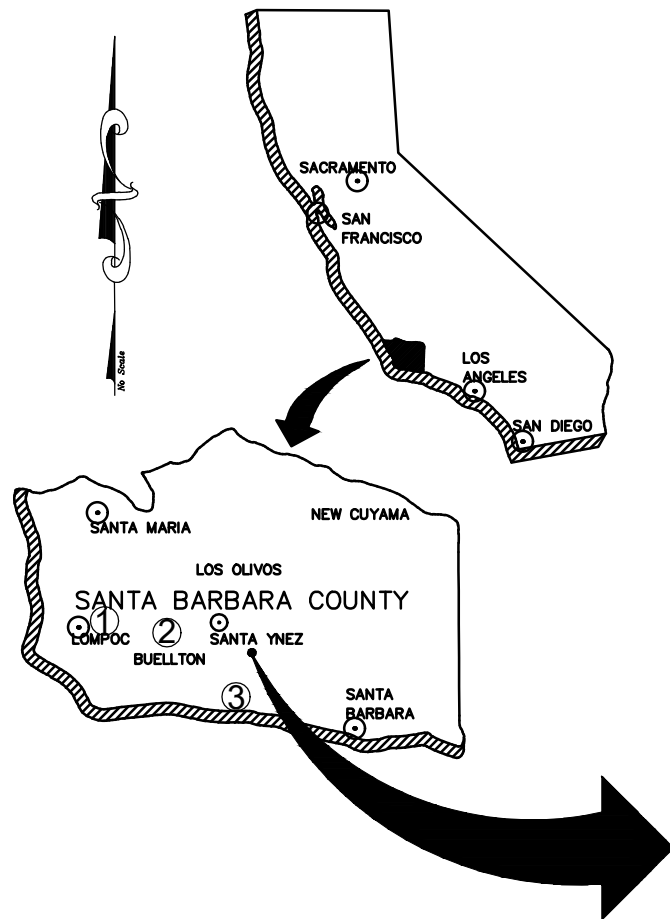 SACRAMENTO
SAN
FRANCISCO
No Scale
LOS
ANGELES
SAN DIEGO
SANTA MARIA
NEW CUYAMA
LOS OLIVOS
SANTA BARBARA COUNTY
1
LOMPOC
2
SANTA YNEZ
BUELLTON
3
SANTA
BARBARA